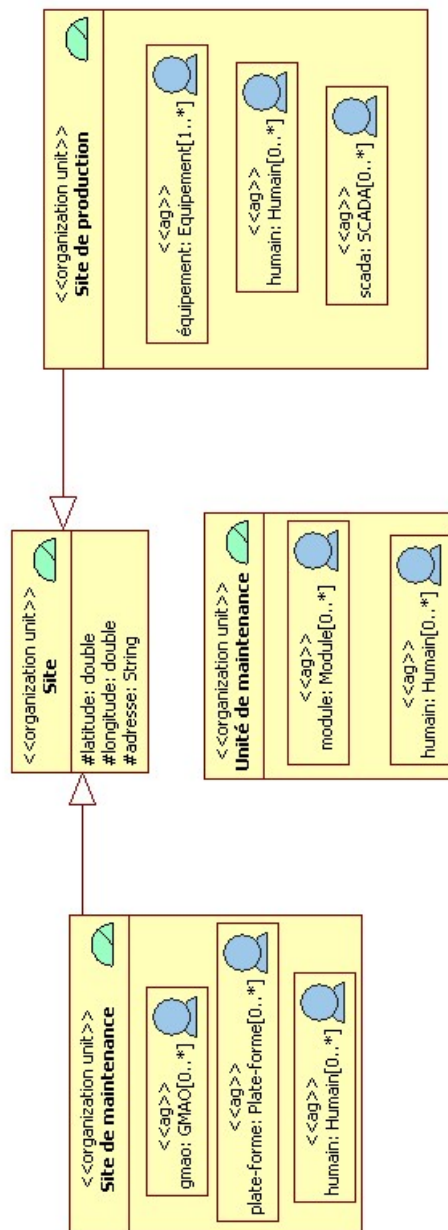 <<organization unit>>
Site de maintenance
<<ag>>
gmao: GMAO[0..*]
<<ag>>
plate-forme: Plate-forme[0..*]
<<ag>>
humain: Humain[0..*]
<<organization unit>>
Site
#latitude: double
#longitude: double
#adresse: String
<<organization unit>>
Unité de maintenance
<<ag>>
module: Module[0..*]
<<ag>>
humain: Humain[0..*]
<<organization unit>>
Site de production
<<ag>>
équipement: Equipement[1..*]
<<ag>>
humain: Humain[0..*]
<<ag>>
scada: SCADA[0..*]